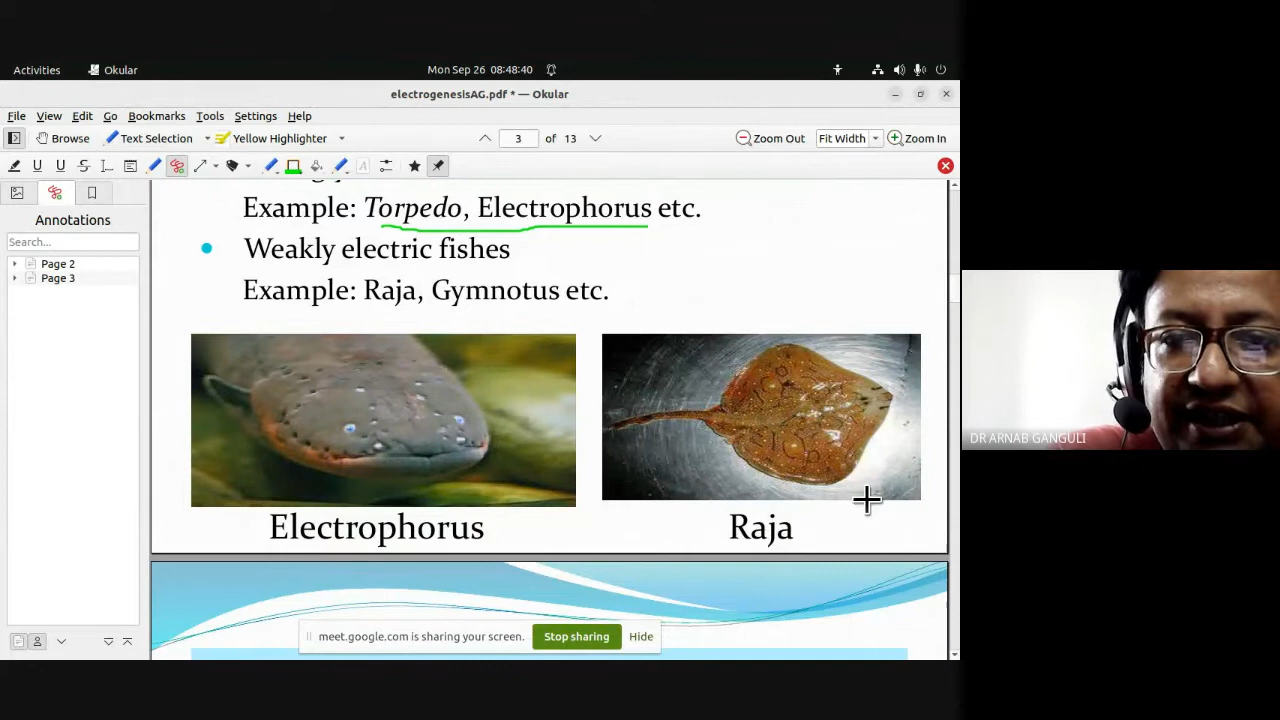 Activities Okular Mon Sep 26 08:48:40
electrogenesisAG.pdf * — Okular
File View Edit Go Bookmarks Tools Settings Help
Browse Text Selection Yellow Highlighter 3 of 13 Zoom Out Fit Width Zoom In
Annotations
Search...
Page 2
Page 3
Example: Torpedo, Electrophorus etc.
Weakly electric fishes
Example: Raja, Gymnotus etc.
Electrophorus
Raja
DR ARNAB GANGULI
meet.google.com is sharing your screen. Stop sharing Hide